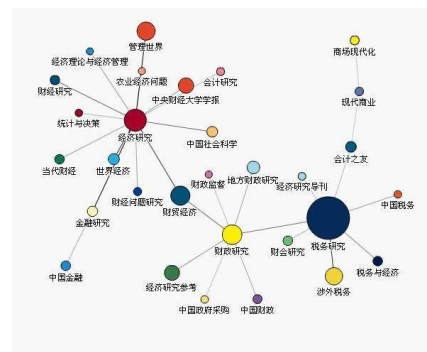 管理世界
商场现代化
经济理论与经济管理
农业经济问题
会计研究
财经研究
中央财经大学学报
现代商业
统计与决策
经济研究
中国社会科学
会计之友
当代财经
世界经济
财政监督
地方财政研究
经济研究导刊
财经问题研究
财贸经济
中国税务
金融研究
财政研究
税务研究
财会研究
中国金融
经济研究参考
税务与经济
涉外税务
中国政府采购
中国财政